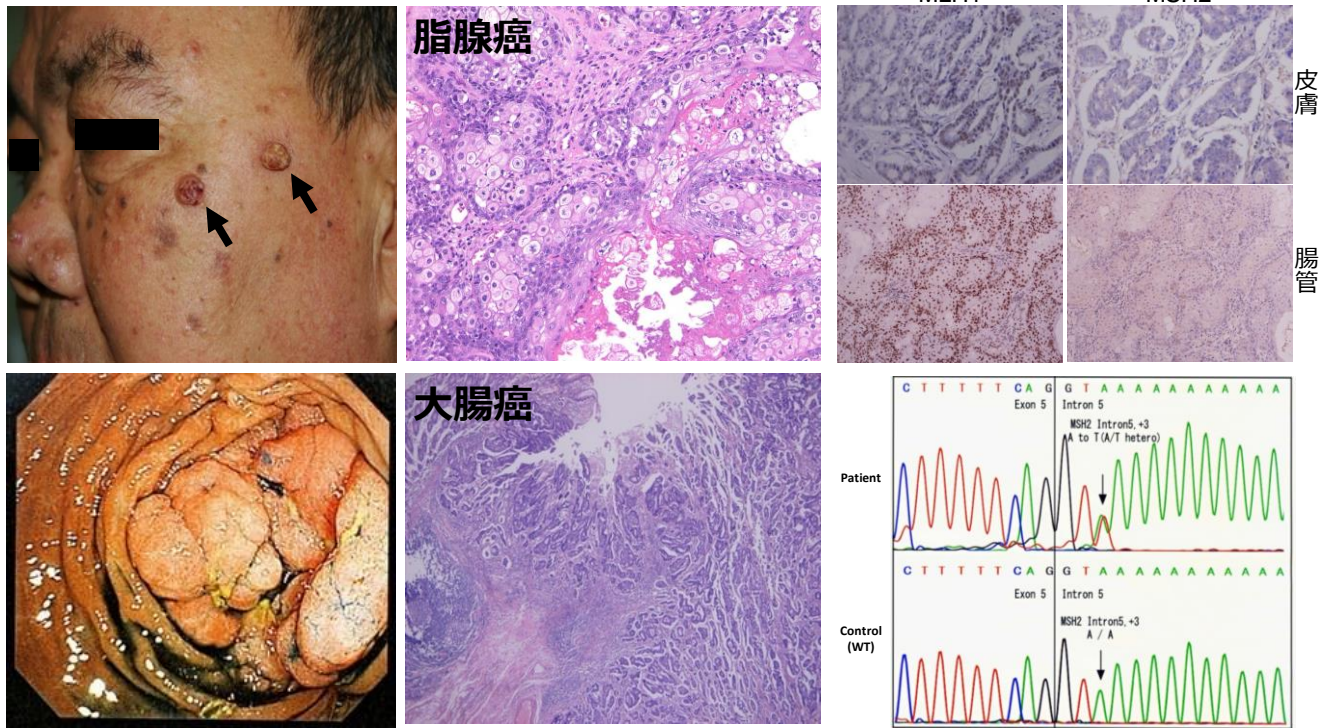 脂腺癌
皮膚
腸管
大腸癌
C T T T T T C A G G T A A A A A A A A A A
Exon 5 Intron 5
MSH2 Intron5,+3
A to T(A/T hetero)
Patient
C T T T T T C A G G T A A A A A A A A A A
Exon 5 Intron 5
MSH2 Intron5,+3
A / A
Control
(WT)